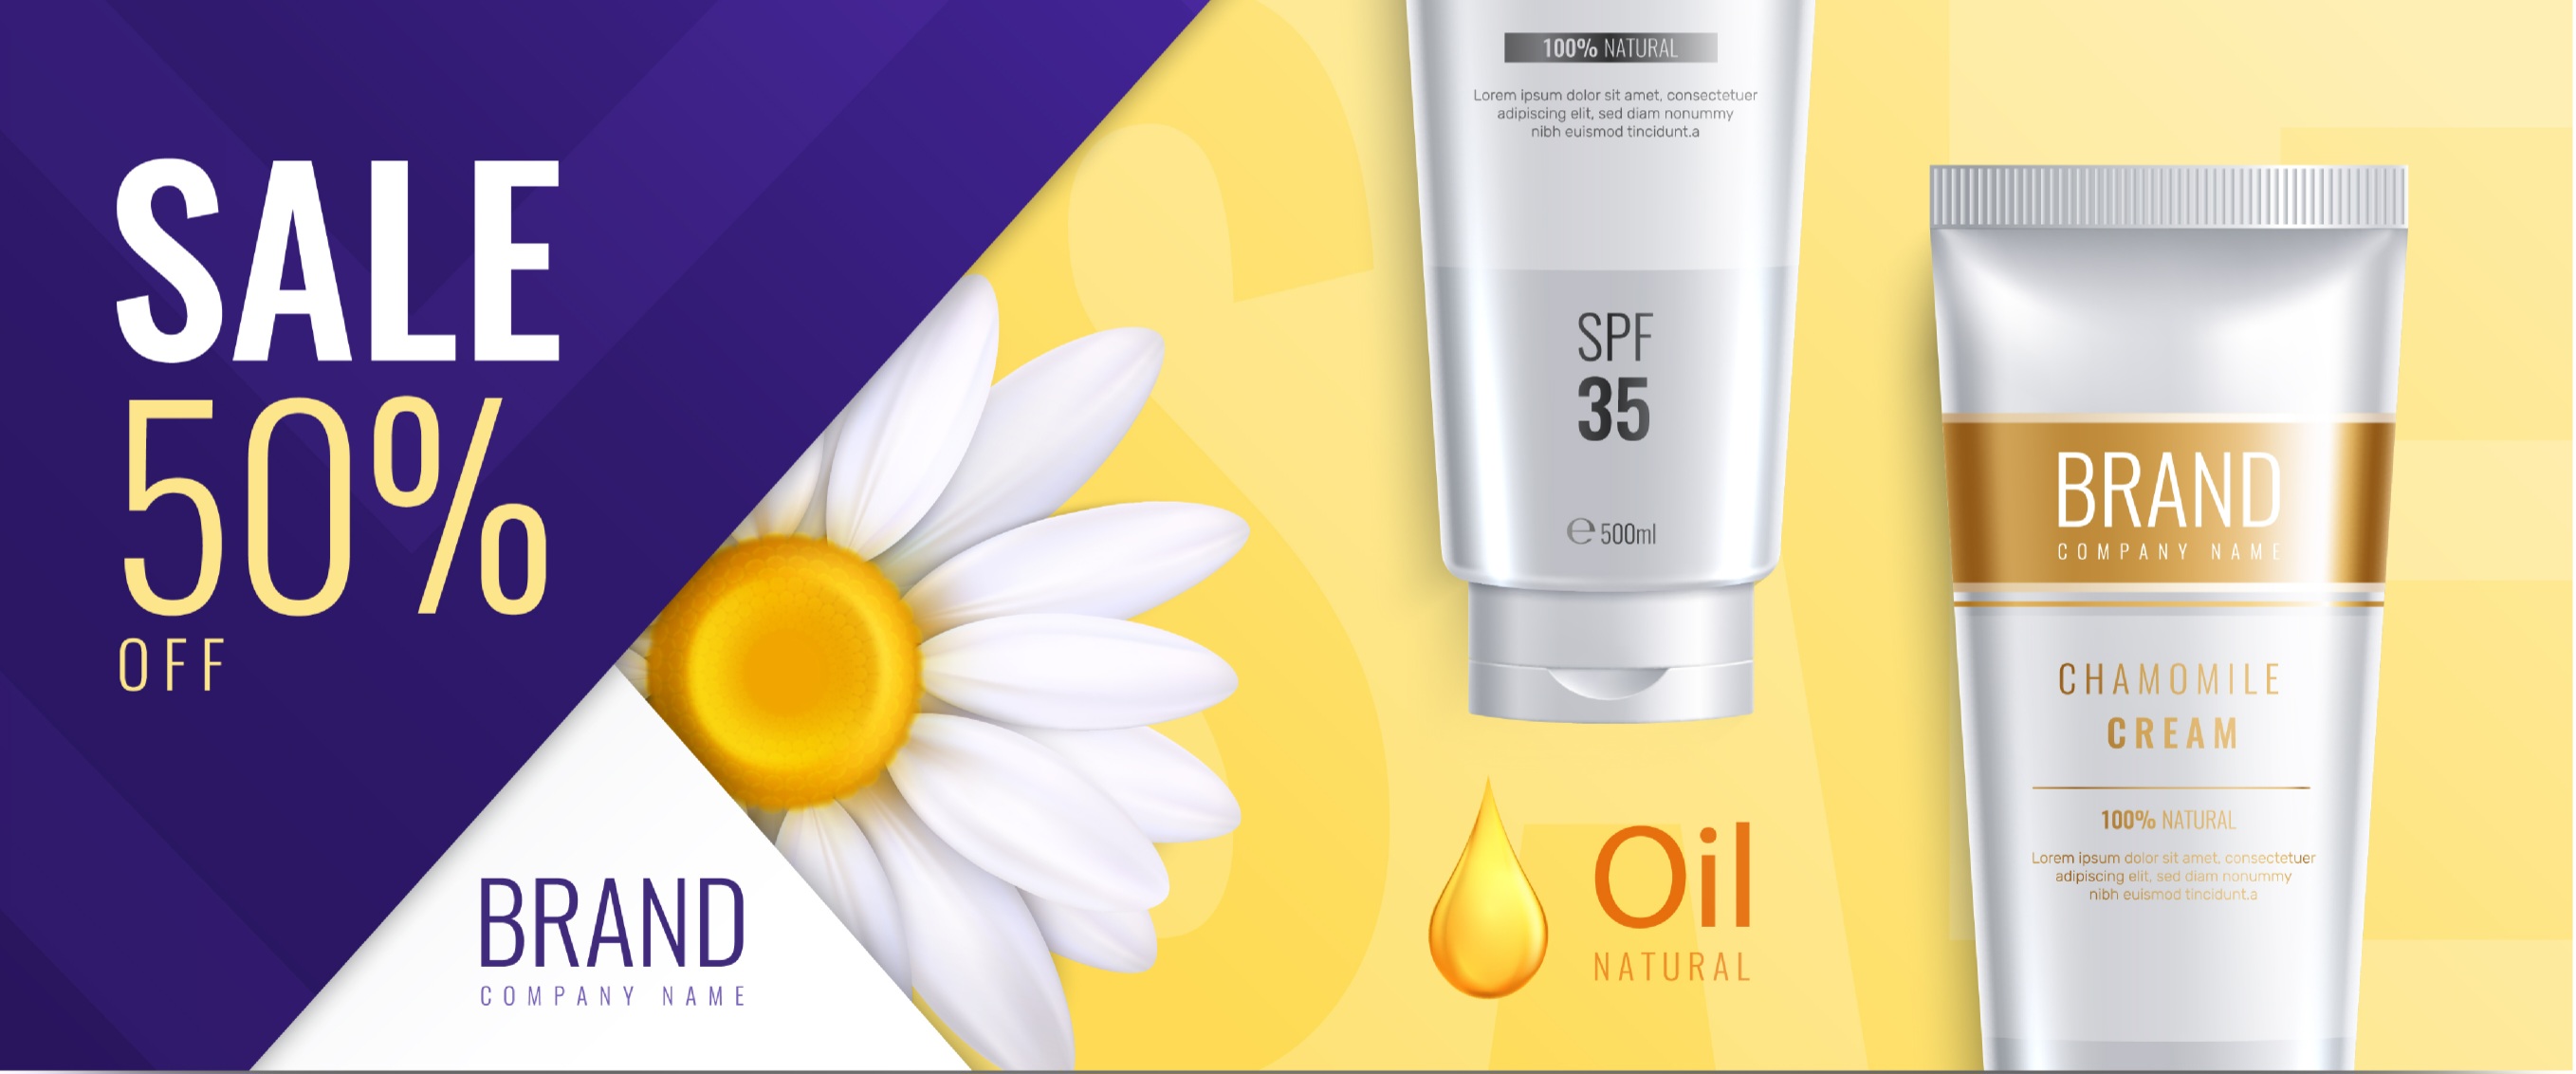 SALE
50%
OFF
BRAND
COMPANY NAME
100% NATURAL
Lorem ipsum dolor sit amet, consectetuer
adipiscing elit, sed diam nonummy
nibh euismod tincidunt.a
SPF
35
℮ 500ml
Oil
NATURAL
BRAND
COMPANY NAME
CHAMOMILE
CREAM
100% NATURAL
Lorem ipsum dolor sit amet, consectetuer
adipiscing elit, sed diam nonummy
nibh euismod tincidunt.a